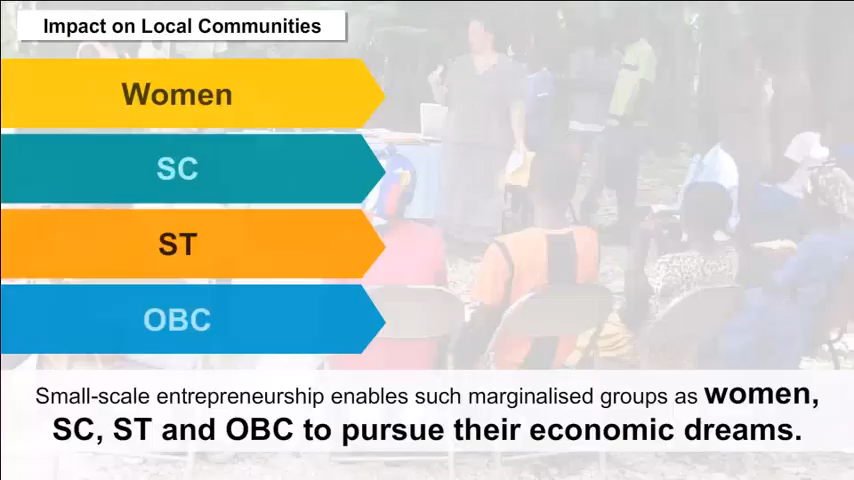 Impact on Local Communities
Women
SC
ST
OBC
Small-scale entrepreneurship enables such marginalised groups as women,
SC, ST and OBC to pursue their economic dreams.